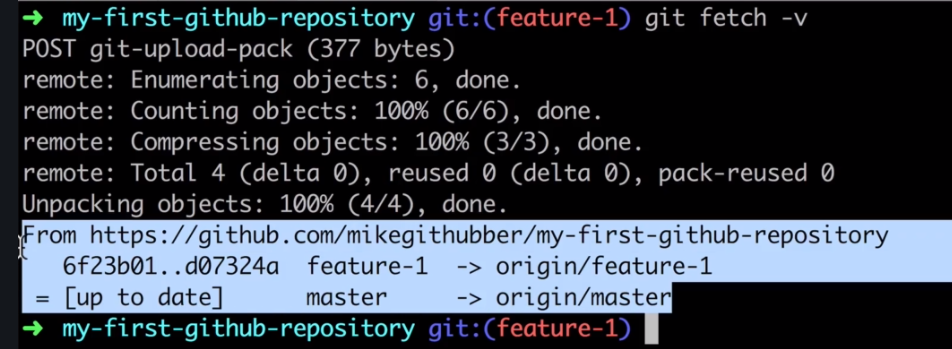 ➜ my-first-github-repository git:(feature-1) git fetch -v
POST git-upload-pack (377 bytes)
remote: Enumerating objects: 6, done.
remote: Counting objects: 100% (6/6), done.
remote: Compressing objects: 100% (3/3), done.
remote: Total 4 (delta 0), reused 0 (delta 0), pack-reused 0
Unpacking objects: 100% (4/4), done.
From https://github.com/mikegithubber/my-first-github-repository
   6f23b01..d07324a  feature-1  -> origin/feature-1
 = [up to date]      master     -> origin/master
➜ my-first-github-repository git:(feature-1)